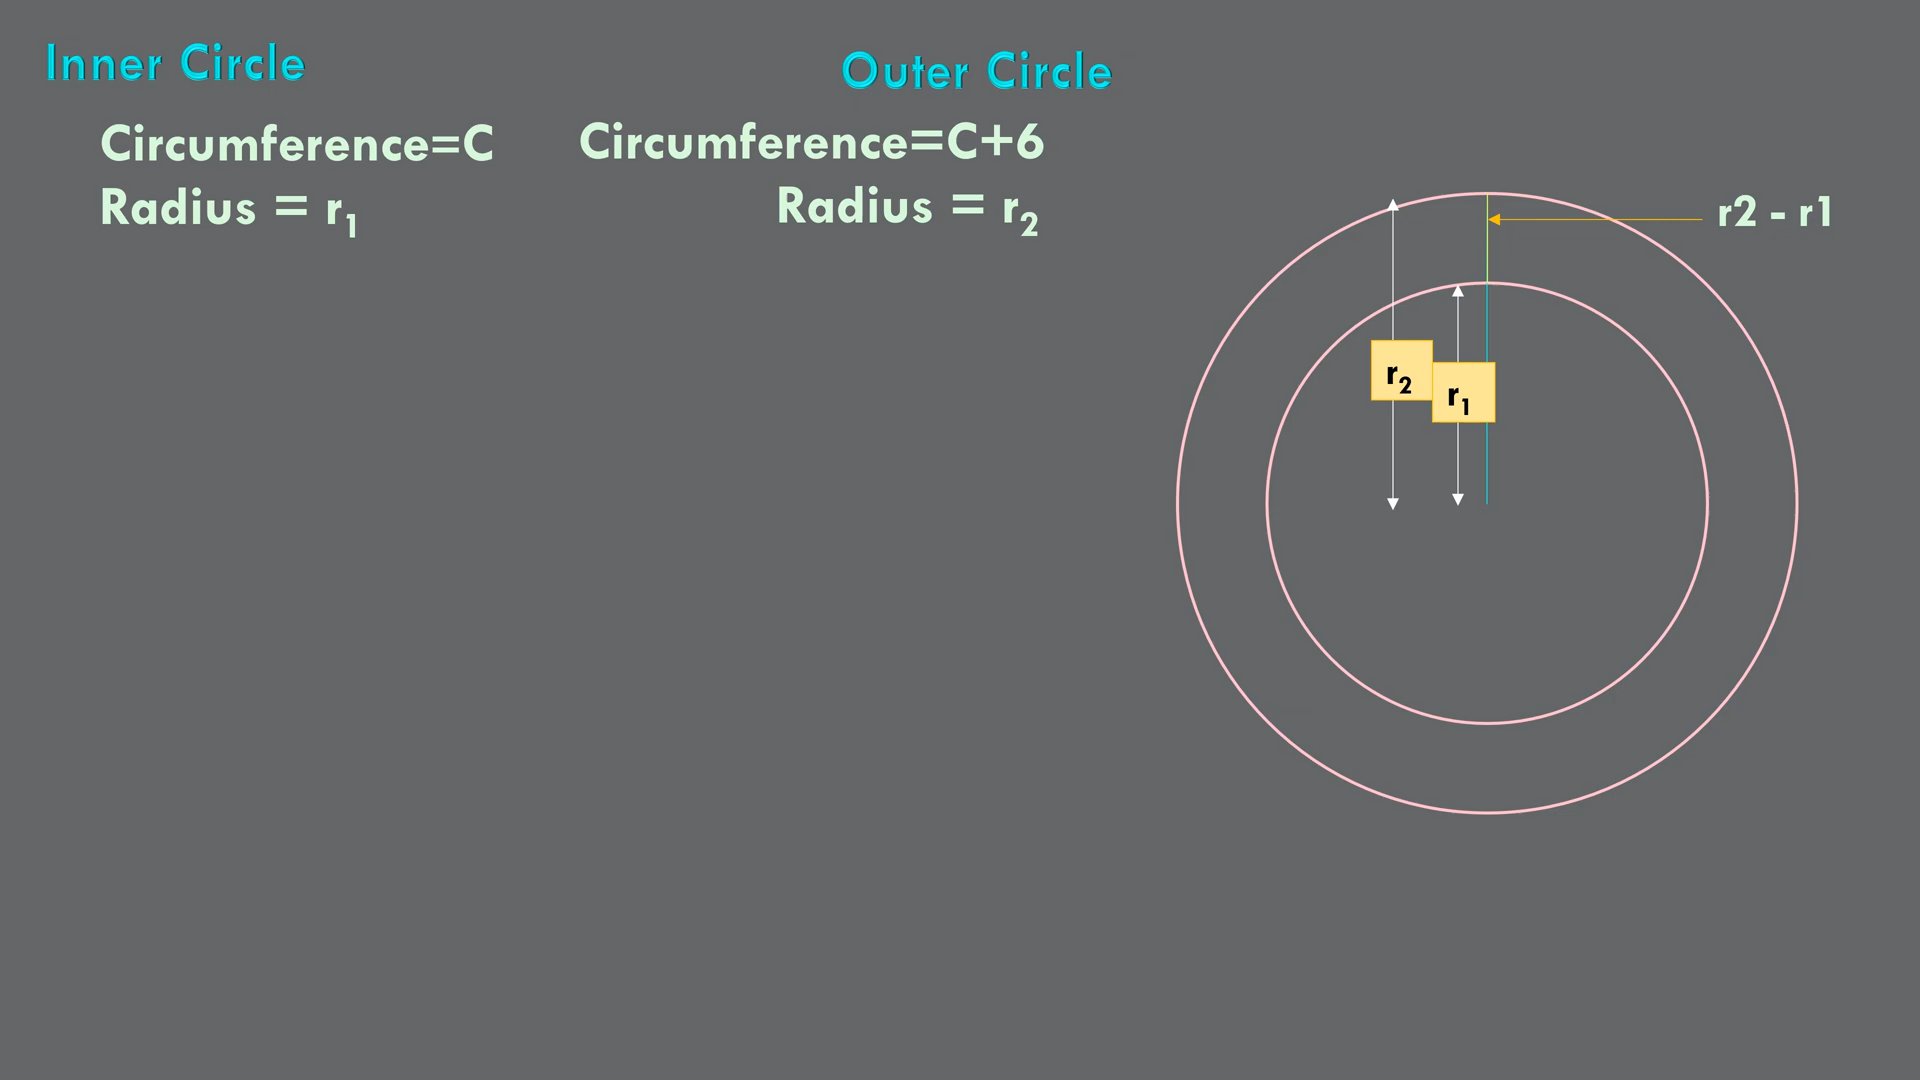 Inner Circle
Circumference=C
Radius = r₁
Outer Circle
Circumference=C+6
Radius = r₂
r2 - r1
r₂
r₁